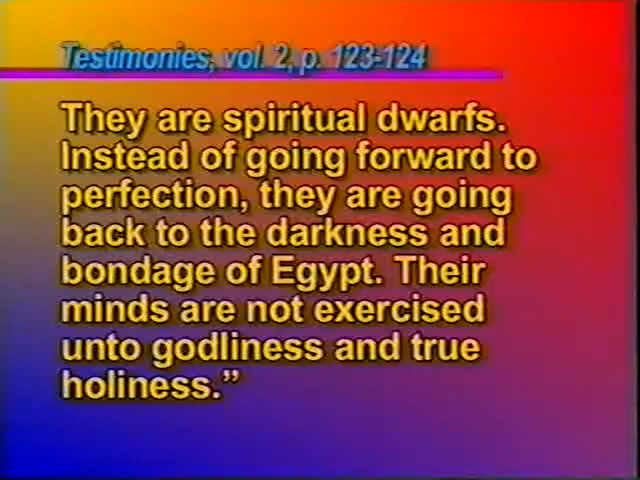 Testimonies, vol. 2, p. 123-124
They are spiritual dwarfs.
Instead of going forward to
perfection, they are going
back to the darkness and
bondage of Egypt. Their
minds are not exercised
unto godliness and true
holiness.”